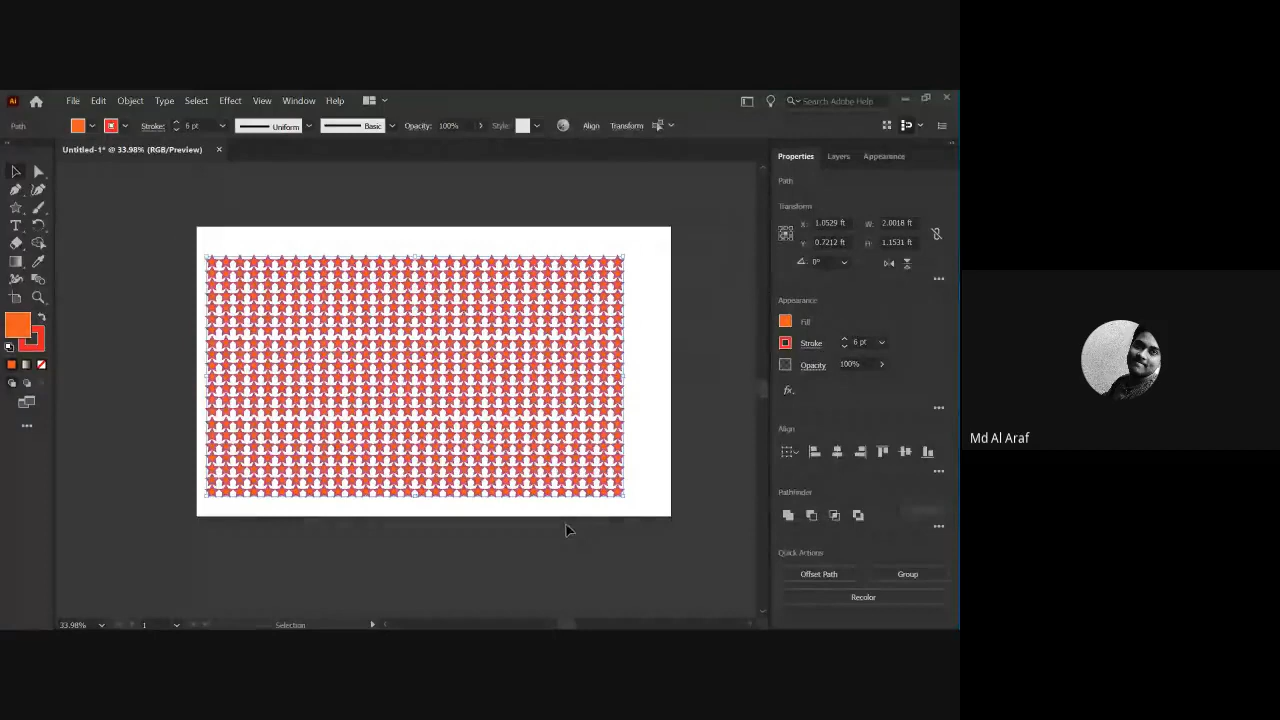 Ai File Edit Object Type Select Effect View Window Help Search Adobe Help
Path Stroke: 6 pt Uniform Basic Opacity: 100% Style: Align Transform
Untitled-1* @ 33.98% (RGB/Preview) ×
Properties Layers Appearance
Path
Transform
X: 1.0529 ft W: 2.0018 ft
Y: 0.7212 ft H: 1.1531 ft
0°
Appearance
Fill
Stroke 6 pt
Opacity 100%
fx.
Align
Md Al Araf
Pathfinder
Quick Actions
Offset Path Group
Recolor
33.98% 1 Selection